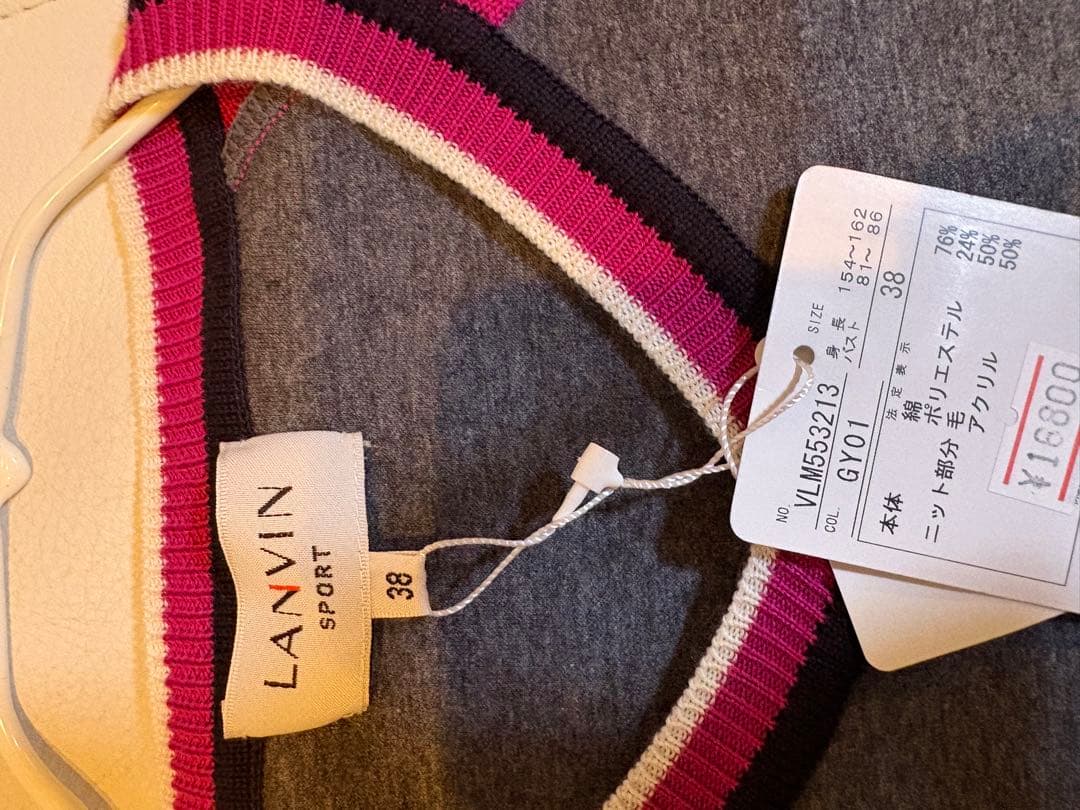 LANVIN
SPORT
38
NO. VLM553213
COL. GY01
SIZE
身長 154~162
バスト 81~ 86
38
法定表示
本体 綿 76%
ポリエステル 24%
ニット部分 毛 50%
アクリル 50%
¥16800